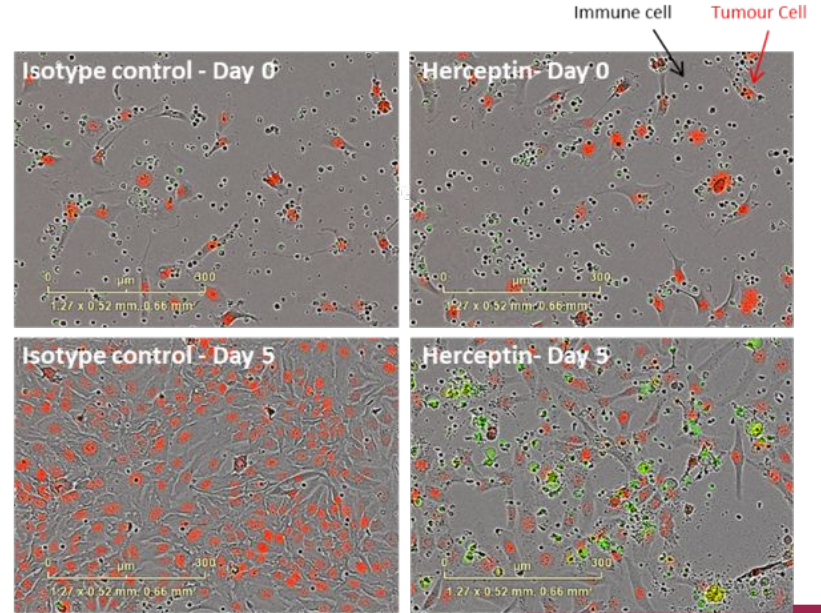 Immune cell
Tumour Cell
Isotype control - Day 0
0 µm 300
1.27 x 0.52 mm, 0.66 mm²
Herceptin- Day 0
0 µm 300
1.27 x 0.52 mm, 0.66 mm²
Isotype control - Day 5
0 µm 300
1.27 x 0.52 mm, 0.66 mm²
Herceptin- Day 5
0 µm 300
1.27 x 0.52 mm, 0.66 mm²